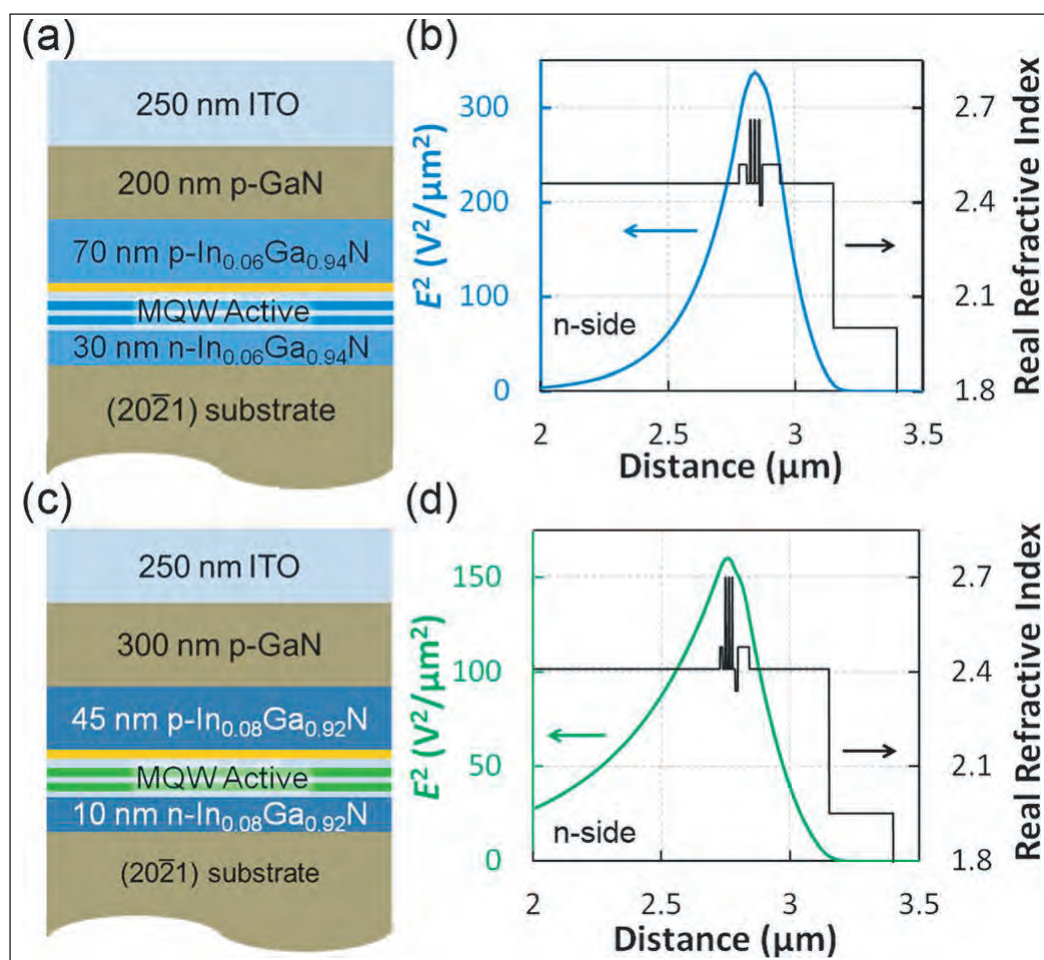 (a)
250 nm ITO
200 nm p-GaN
70 nm p-In₀.₀₆Ga₀.₉₄N
MQW Active
30 nm n-In₀.₀₆Ga₀.₉₄N
(202̅1) substrate
(b)
E² (V²/μm²)
300
200
100
0
n-side
2
2.5
3
3.5
Distance (μm)
2.7
2.4
2.1
1.8
Real Refractive Index
(c)
250 nm ITO
300 nm p-GaN
45 nm p-In₀.₀₈Ga₀.₉₂N
MQW Active
10 nm n-In₀.₀₈Ga₀.₉₂N
(202̅1) substrate
(d)
E² (V²/μm²)
150
100
50
0
n-side
2
2.5
3
3.5
Distance (μm)
2.7
2.4
2.1
1.8
Real Refractive Index